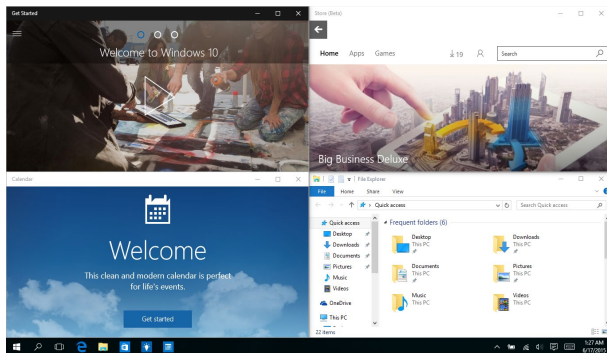 Get Started
Welcome to Windows 10
Store (Beta)
Home Apps Games
19
Search
Big Business Deluxe
Calendar
Welcome
This clean and modern calendar is perfect
for life's events.
Get started
File Explorer
File Home Share View
Quick access
Search Quick access
Quick access
Desktop
Downloads
Documents
Pictures
Music
Videos
OneDrive
This PC
Frequent folders (6)
Desktop
This PC
Downloads
This PC
Documents
This PC
Pictures
This PC
Music
This PC
Videos
This PC
22 items
1:27 AM
6/17/2015